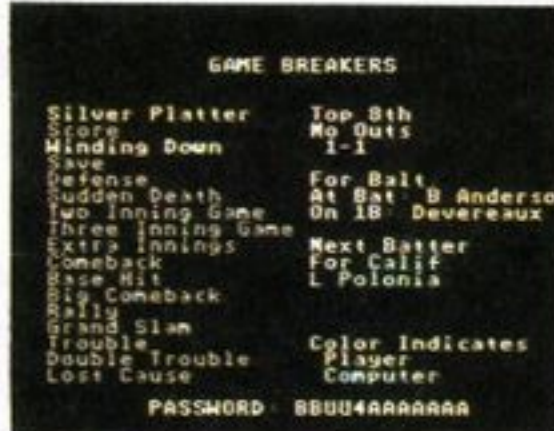 GAME BREAKERS
Silver Platter
Score
Winding Down
Save
Defense
Sudden Death
Two Inning Game
Three Inning Game
Extra Innings
Comeback
Base Hit
Big Comeback
Rally
Grand Slam
Trouble
Double Trouble
Lost Cause
Top 8th
No Outs
1-1
For Balt
At Bat B Anderso
On 1B Devereaux
Next Batter
For Calif
L Polonia
Color Indicates
Player
Computer
PASSWORD BBUU4AAAAAAA